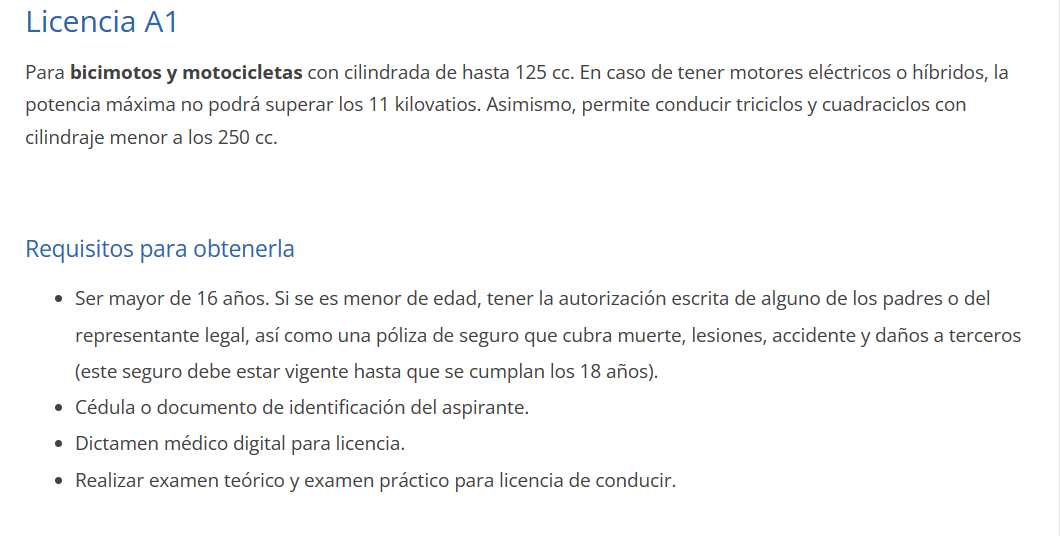 Licencia A1
Para bicimotos y motocicletas con cilindrada de hasta 125 cc. En caso de tener motores eléctricos o híbridos, la
potencia máxima no podrá superar los 11 kilovatios. Asimismo, permite conducir triciclos y cuadraciclos con
cilindraje menor a los 250 cc.
Requisitos para obtenerla
• Ser mayor de 16 años. Si se es menor de edad, tener la autorización escrita de alguno de los padres o del
representante legal, así como una póliza de seguro que cubra muerte, lesiones, accidente y daños a terceros
(este seguro debe estar vigente hasta que se cumplan los 18 años).
• Cédula o documento de identificación del aspirante.
• Dictamen médico digital para licencia.
• Realizar examen teórico y examen práctico para licencia de conducir.